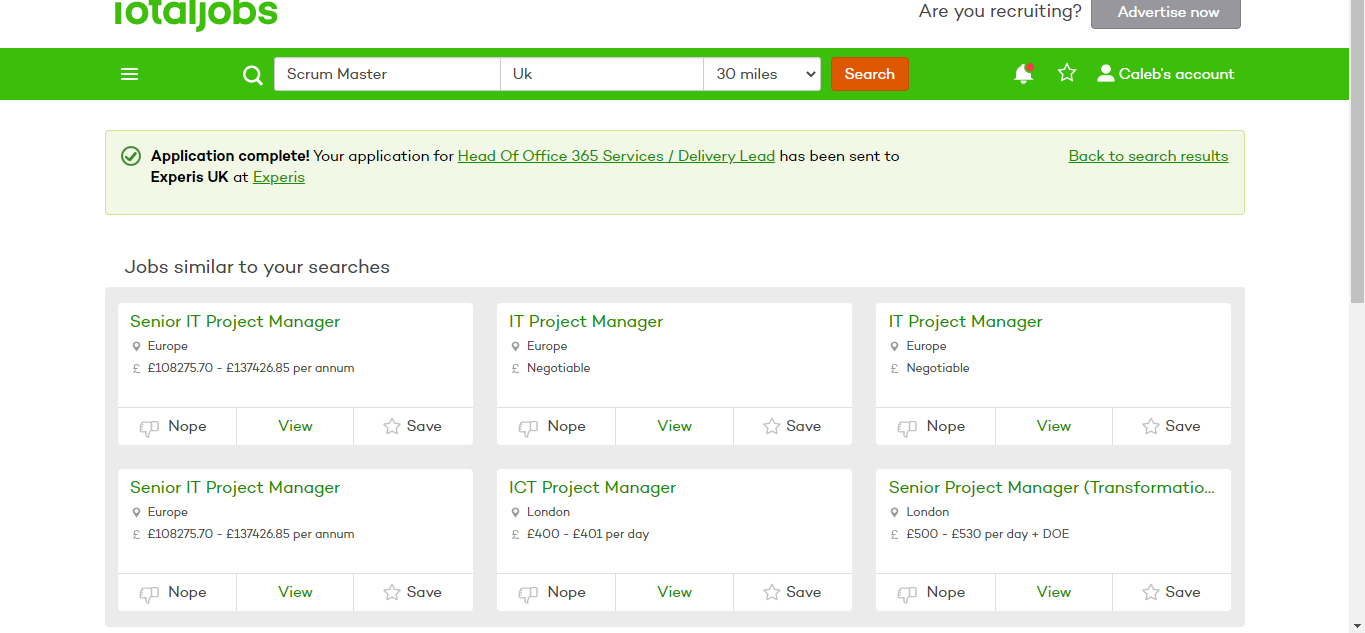 Totaljobs
Are you recruiting?
Advertise now
Scrum Master
Uk
30 miles
Search
Caleb's account
Application complete! Your application for Head Of Office 365 Services / Delivery Lead has been sent to
Experis UK at Experis
Back to search results
Jobs similar to your searches
Senior IT Project Manager
Europe
£ £108275.70 - £137426.85 per annum
Nope
View
Save
IT Project Manager
Europe
£ Negotiable
Nope
View
Save
IT Project Manager
Europe
£ Negotiable
Nope
View
Save
Senior IT Project Manager
Europe
£ £108275.70 - £137426.85 per annum
Nope
View
Save
ICT Project Manager
London
£ £400 - £401 per day
Nope
View
Save
Senior Project Manager (Transformatio...
London
£ £500 - £530 per day + DOE
Nope
View
Save